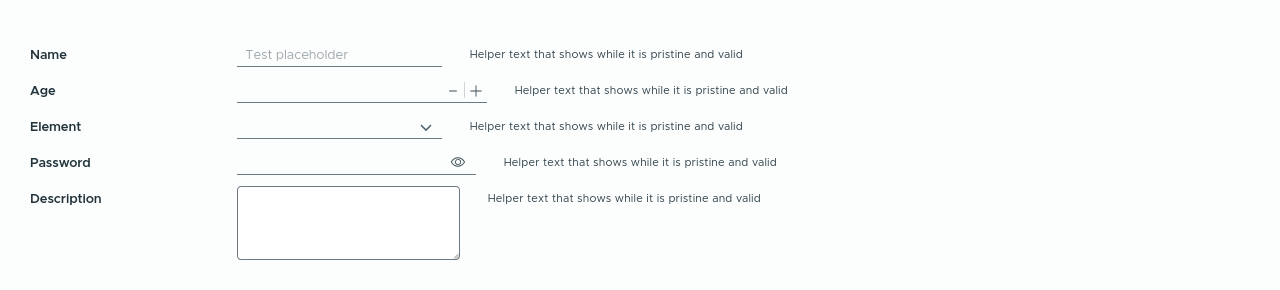 Name Test placeholder Helper text that shows while it is pristine and valid
Age Helper text that shows while it is pristine and valid
Element Helper text that shows while it is pristine and valid
Password Helper text that shows while it is pristine and valid
Description Helper text that shows while it is pristine and valid